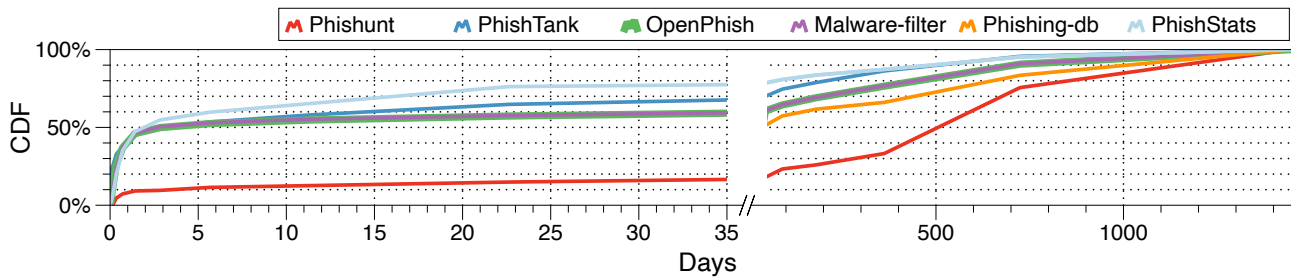 Phishunt PhishTank OpenPhish Malware-filter Phishing-db PhishStats
100%
50%
0%
CDF
0 5 10 15 20 25 30 35 // 500 1000
Days